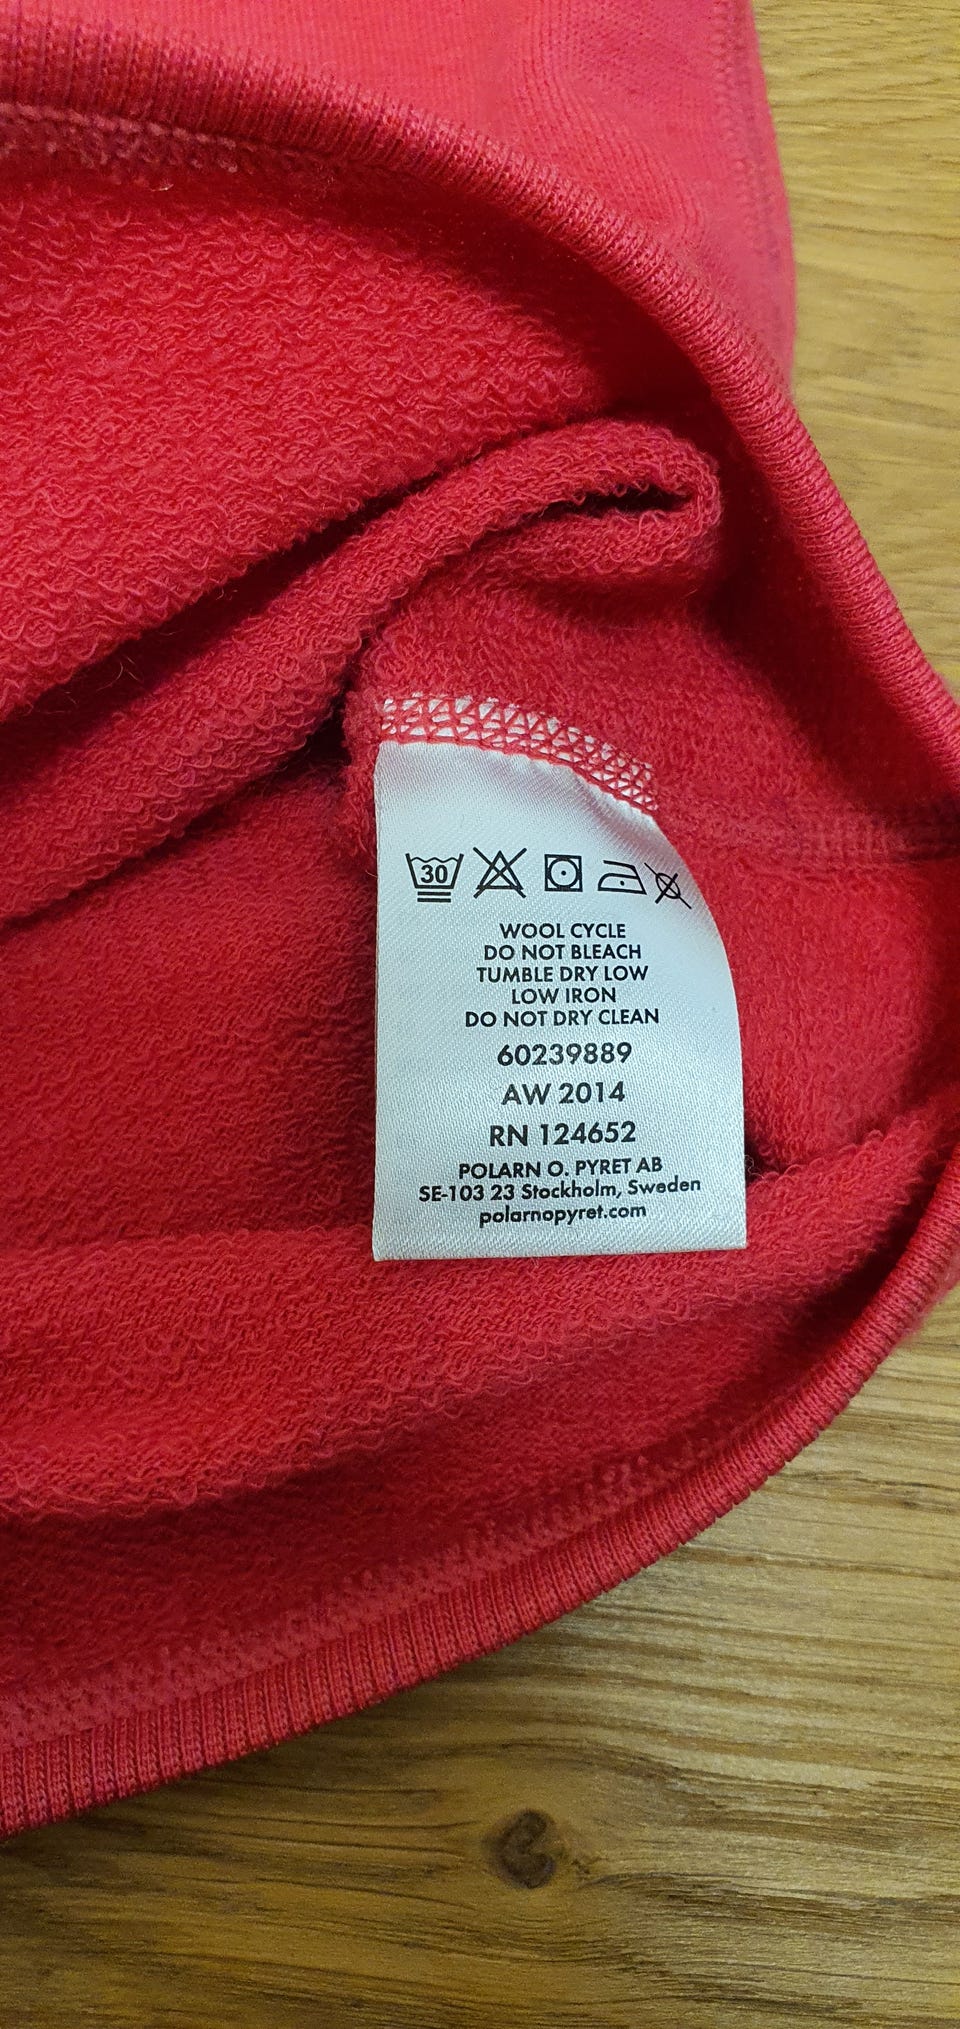 30
WOOL CYCLE
DO NOT BLEACH
TUMBLE DRY LOW
LOW IRON
DO NOT DRY CLEAN
60239889
AW 2014
RN 124652
POLARN O. PYRET AB
SE-103 23 Stockholm, Sweden
polarnopyret.com